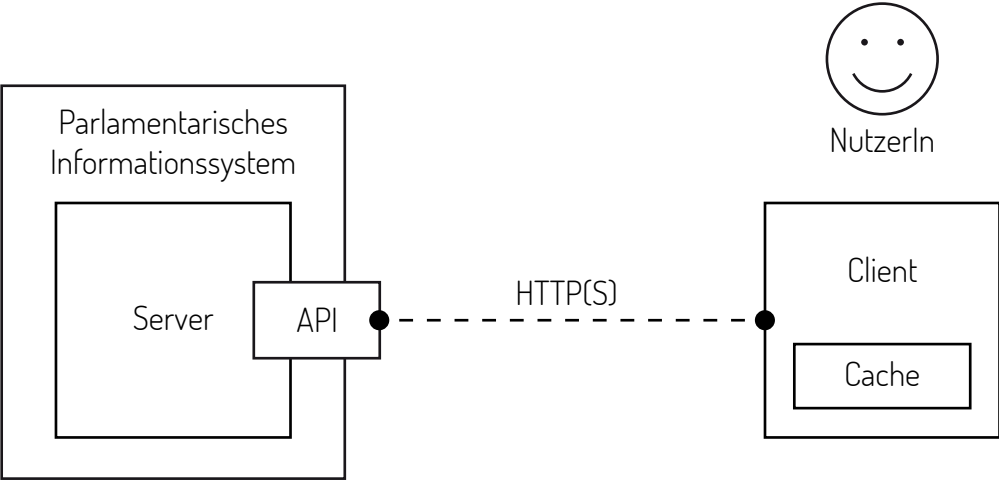 Parlamentarisches
Informationssystem
Server
API
HTTP(S)
NutzerIn
Client
Cache